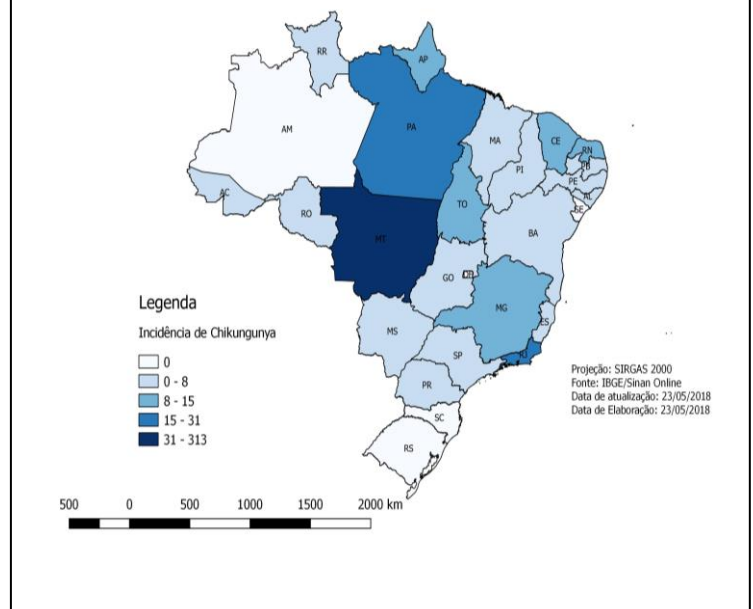 RR
AP
AM
PA
MA
CE
RN
PB
PI
PE
AC
AL
TO
SE
RO
MT
BA
GO
DF
MG
MS
ES
SP
RJ
PR
SC
RS
Legenda
Incidência de Chikungunya
0
0 - 8
8 - 15
15 - 31
31 - 313
Projeção: SIRGAS 2000
Fonte: IBGE/Sinan Online
Data de atualização: 23/05/2018
Data de Elaboração: 23/05/2018
500 0 500 1000 1500 2000 km